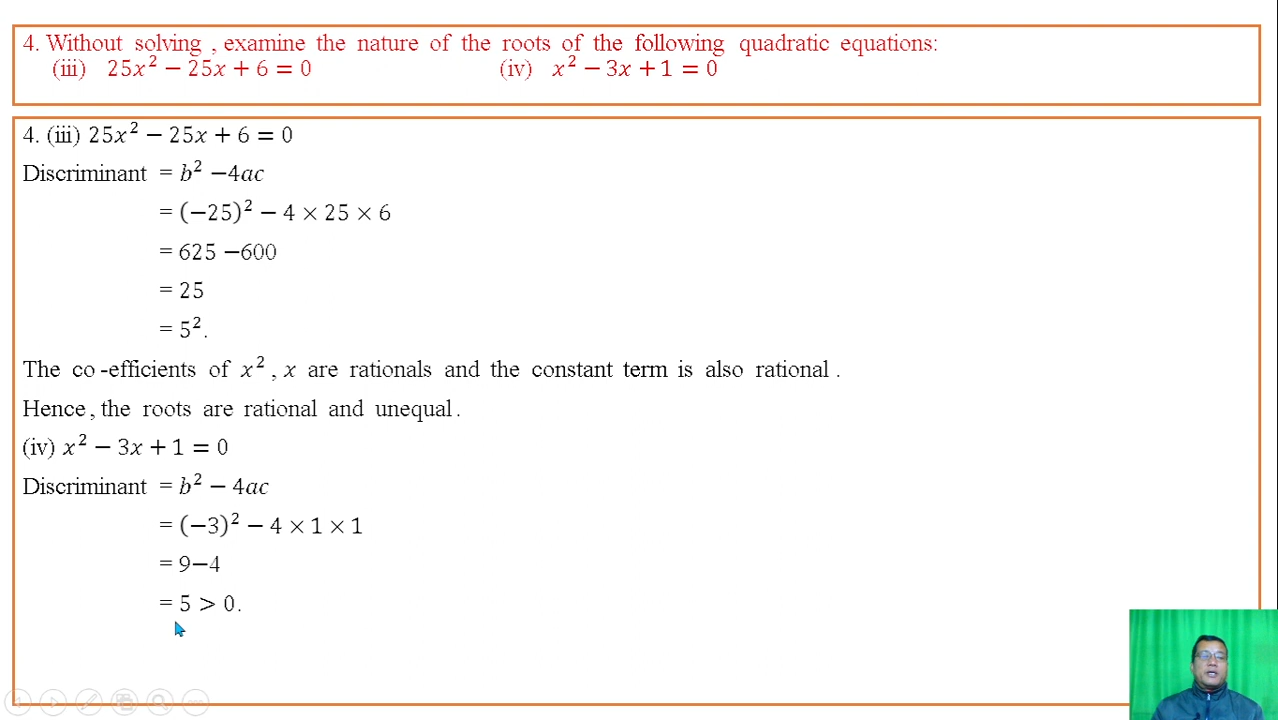 4. Without solving , examine the nature of the roots of the following quadratic equations:
(iii) 25x² − 25x + 6 = 0 (iv) x² − 3x + 1 = 0
4. (iii) 25x² − 25x + 6 = 0
Discriminant = b² −4ac
= (−25)² − 4 × 25 × 6
= 625 −600
= 25
= 5².
The co -efficients of x² , x are rationals and the constant term is also rational .
Hence , the roots are rational and unequal .
(iv) x² − 3x + 1 = 0
Discriminant = b² − 4ac
= (−3)² − 4 × 1 × 1
= 9−4
= 5 > 0.